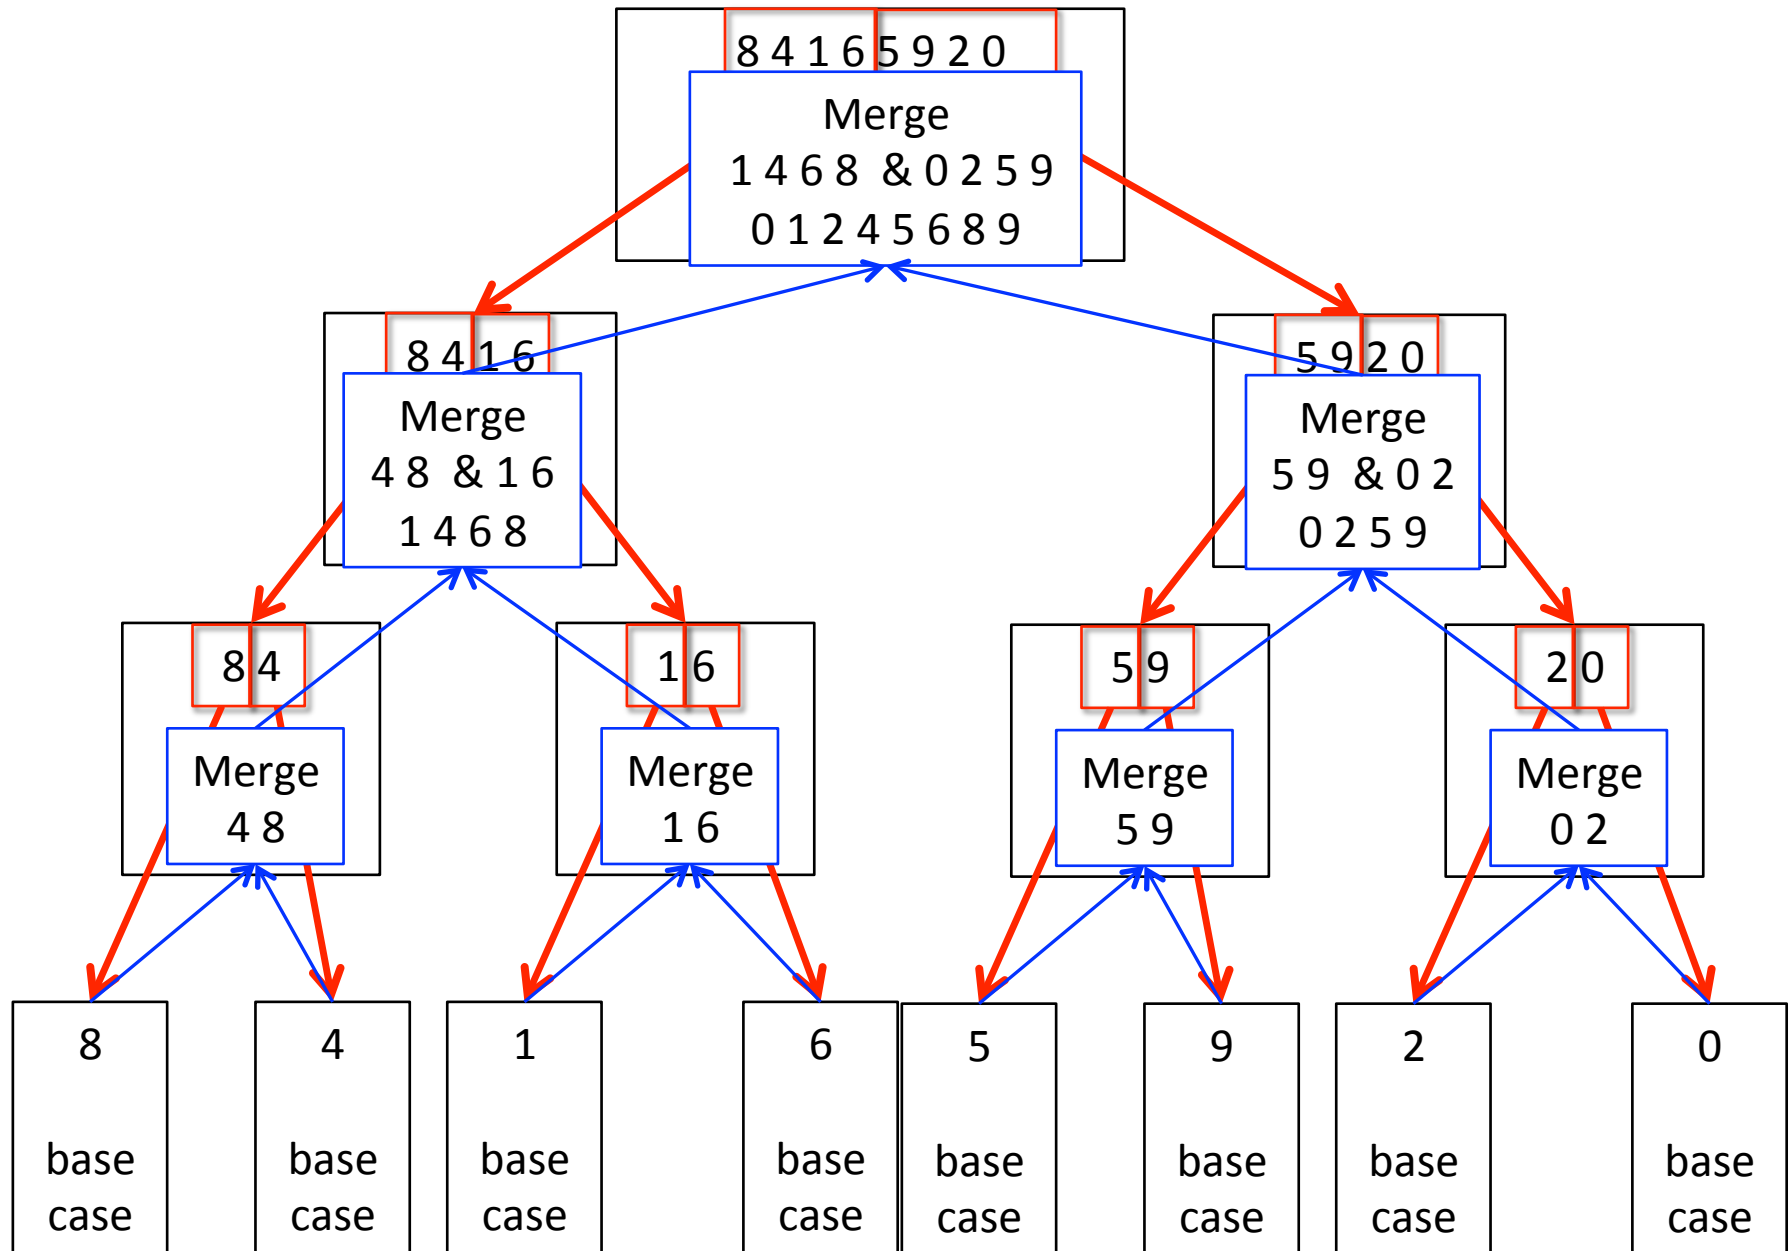 8 4 1 6 5 9 2 0
Merge
1 4 6 8 & 0 2 5 9
0 1 2 4 5 6 8 9
8 4 1 6
Merge
4 8 & 1 6
1 4 6 8
5 9 2 0
Merge
5 9 & 0 2
0 2 5 9
8 4
Merge
4 8
1 6
Merge
1 6
5 9
Merge
5 9
2 0
Merge
0 2
8
base
case
4
base
case
1
base
case
6
base
case
5
base
case
9
base
case
2
base
case
0
base
case